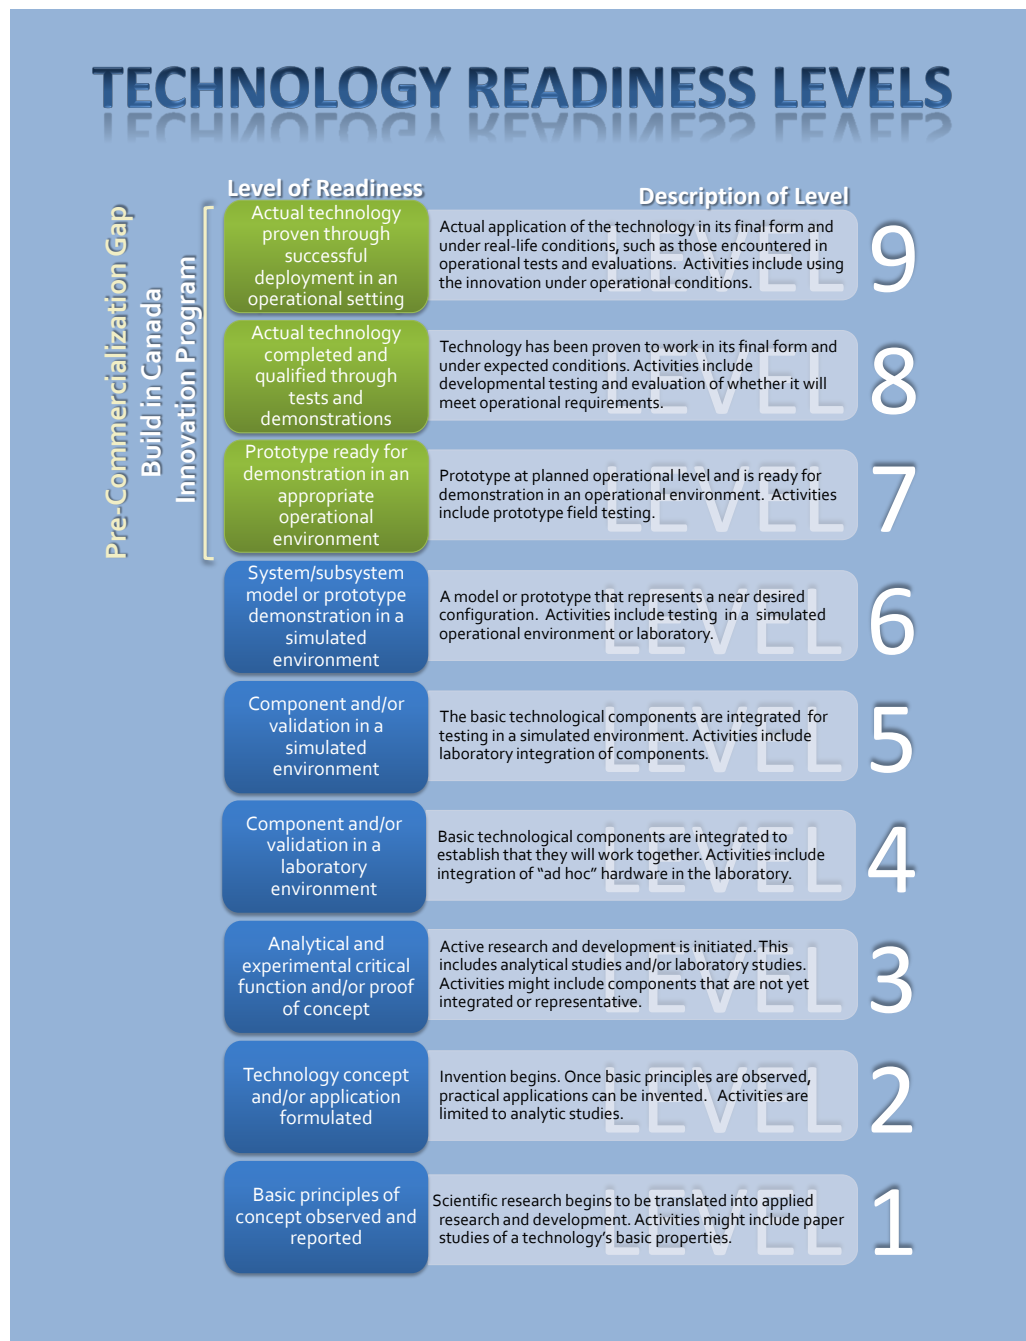 TECHNOLOGY READINESS LEVELS
Pre-Commercialization Gap
Build in Canada
Innovation Program
Level of Readiness
Description of Level
Actual technology
proven through
successful
deployment in an
operational setting
Actual application of the technology in its final form and
under real-life conditions, such as those encountered in
operational tests and evaluations.  Activities include using
the innovation under operational conditions.
LEVEL 9
Actual technology
completed and
qualified through
tests and
demonstrations
Technology has been proven to work in its final form and
under expected conditions. Activities include
developmental testing and evaluation of whether it will
meet operational requirements.
LEVEL 8
Prototype ready for
demonstration in an
appropriate
operational
environment
Prototype at planned operational level and is ready for
demonstration in an operational environment.  Activities
include prototype field testing.
LEVEL 7
System/subsystem
model or prototype
demonstration in a
simulated
environment
A model or prototype that represents a near desired
configuration.  Activities include testing  in a  simulated
operational environment or laboratory.
LEVEL 6
Component and/or
validation in a
simulated
environment
The basic technological components are integrated  for
testing in a simulated environment. Activities include
laboratory integration of components.
LEVEL 5
Component and/or
validation in a
laboratory
environment
Basic technological components are integrated to
establish that they will work together. Activities include
integration of “ad hoc” hardware in the laboratory.
LEVEL 4
Analytical and
experimental critical
function and/or proof
of concept
Active research and development is initiated. This
includes analytical studies and/or laboratory studies.
Activities might include components that are not yet
integrated or representative.
LEVEL 3
Technology concept
and/or application
formulated
Invention begins. Once basic principles are observed,
practical applications can be invented.   Activities are
limited to analytic studies.
LEVEL 2
Basic principles of
concept observed and
reported
Scientific research begins to be translated into applied
research and development. Activities might include paper
studies of a technology’s basic properties.
LEVEL 1